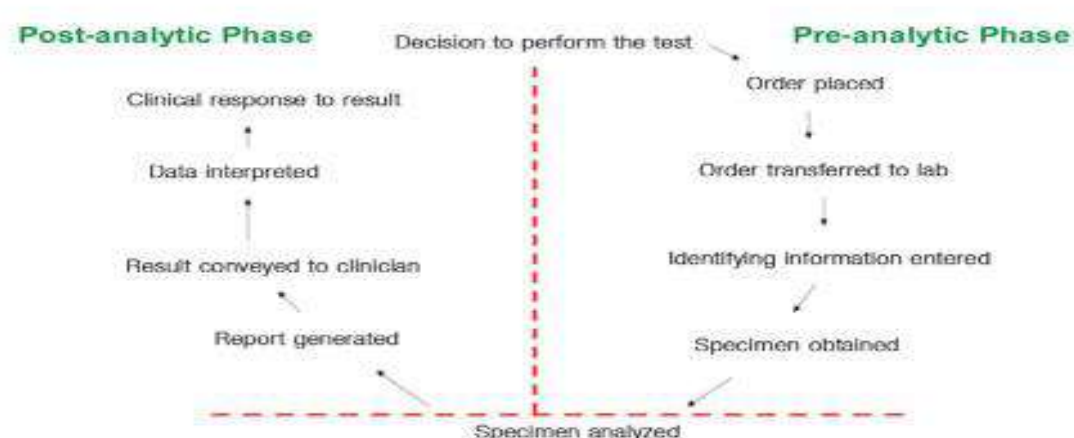 Post-analytic Phase
Decision to perform the test
Pre-analytic Phase
Order placed
Order transferred to lab
Identifying information entered
Specimen obtained
Specimen analyzed
Report generated
Result conveyed to clinician
Data interpreted
Clinical response to result